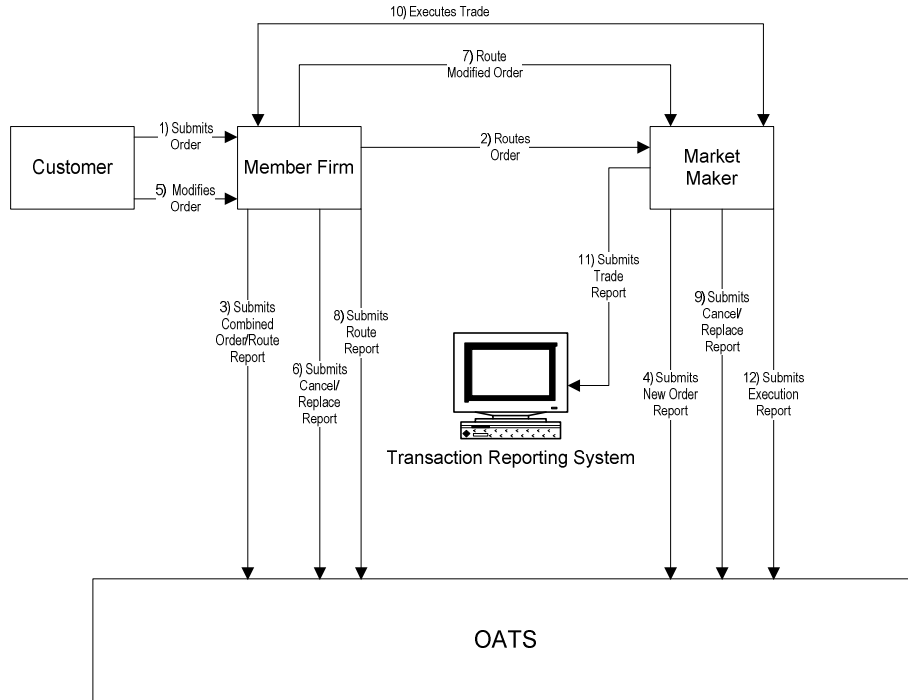 10) Executes Trade
7) Route
Modified Order
1) Submits
Order
2) Routes
Order
Customer
Member Firm
Market
Maker
5) Modifies
Order
11) Submits
Trade
Report
3) Submits
Combined
Order/Route
Report
8) Submits
Route
Report
9) Submits
Cancel/
Replace
Report
6) Submits
Cancel/
Replace
Report
4) Submits
New Order
Report
12) Submits
Execution
Report
Transaction Reporting System
OATS